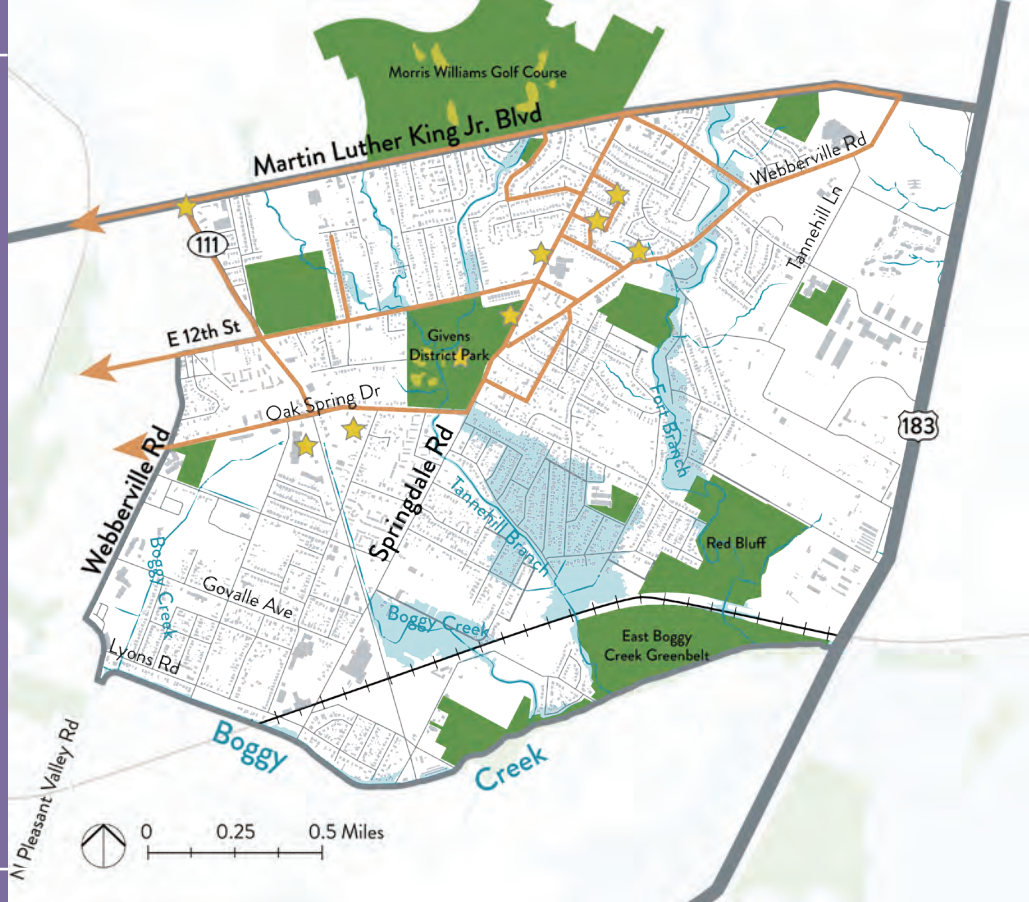 Morris Williams Golf Course
Martin Luther King Jr. Blvd
Webberville Rd
111
Tannehill Ln
E 12th St
Givens
District Park
Oak Spring Dr
183
Fort Branch
Webberville Rd
Springdale Rd
Tannehill Branch
Red Bluff
Boggy Creek
Govalle Ave
Boggy Creek
East Boggy
Creek Greenbelt
Lyons Rd
Boggy
Creek
N Pleasant Valley Rd
0 0.25 0.5 Miles